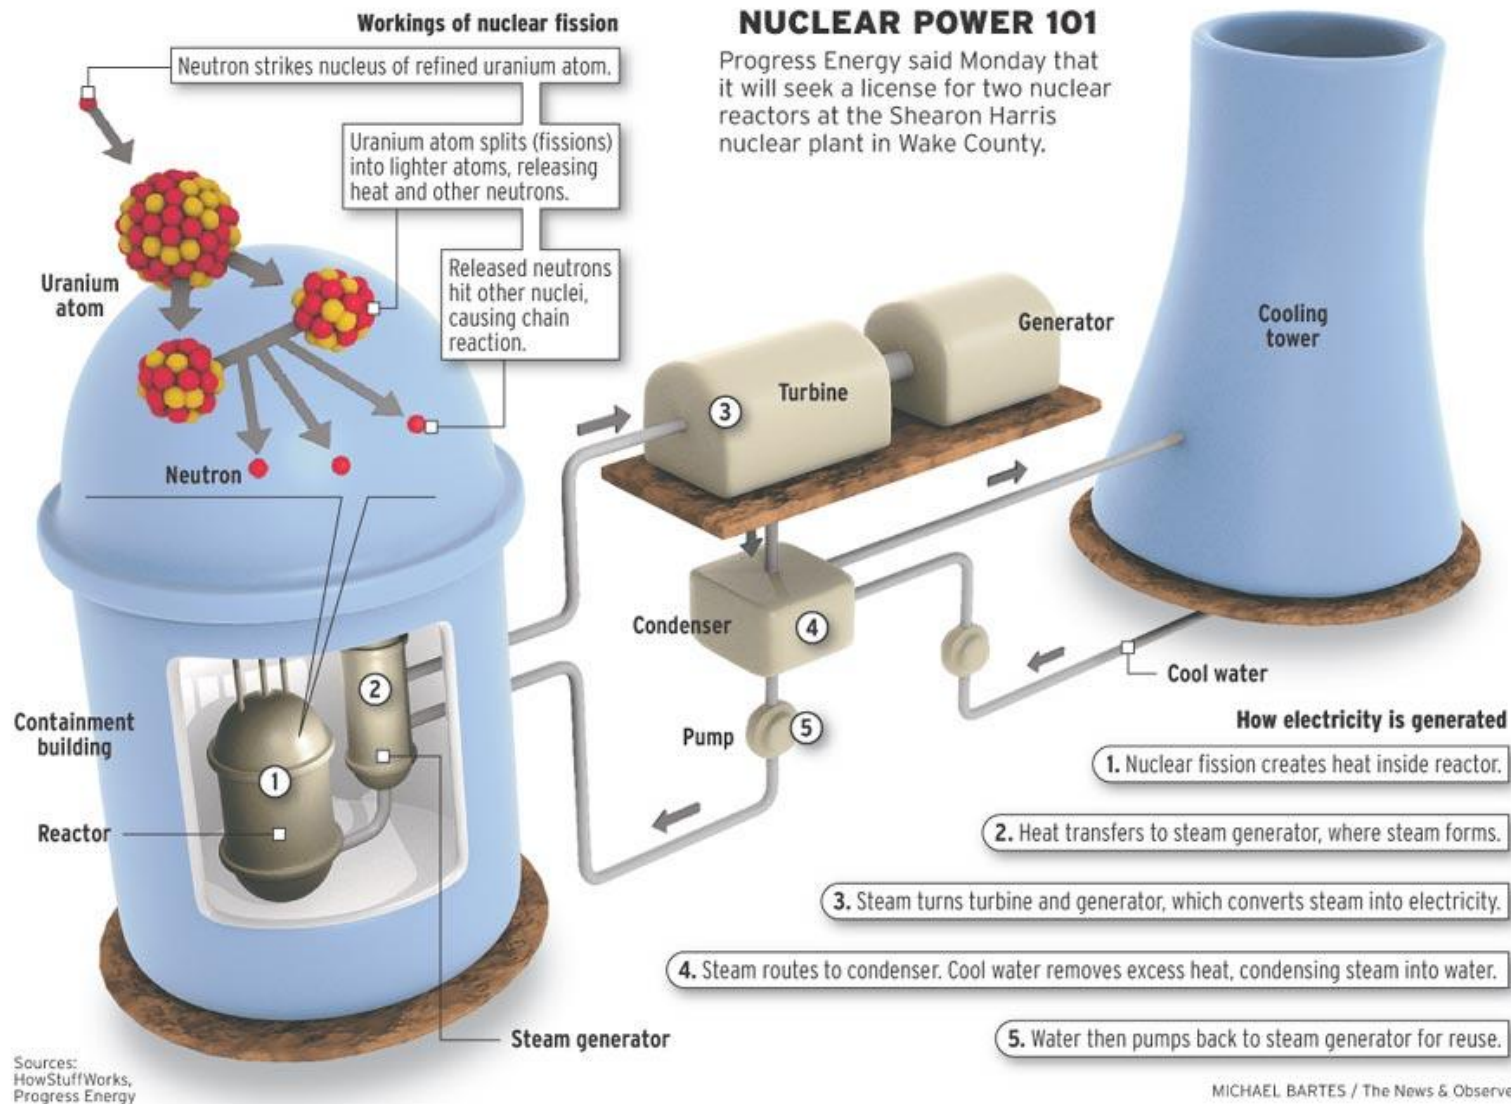 Workings of nuclear fission
Neutron strikes nucleus of refined uranium atom.
Uranium atom splits (fissions)
into lighter atoms, releasing
heat and other neutrons.
Released neutrons
hit other nuclei,
causing chain
reaction.
Uranium
atom
Neutron
NUCLEAR POWER 101
Progress Energy said Monday that
it will seek a license for two nuclear
reactors at the Shearon Harris
nuclear plant in Wake County.
Generator
Cooling
tower
Turbine
3
Condenser
4
Cool water
Pump
5
Containment
building
2
1
Reactor
Steam generator
How electricity is generated
1. Nuclear fission creates heat inside reactor.
2. Heat transfers to steam generator, where steam forms.
3. Steam turns turbine and generator, which converts steam into electricity.
4. Steam routes to condenser. Cool water removes excess heat, condensing steam into water.
5. Water then pumps back to steam generator for reuse.
Sources:
HowStuffWorks,
Progress Energy
MICHAEL BARTES / The News & Observe